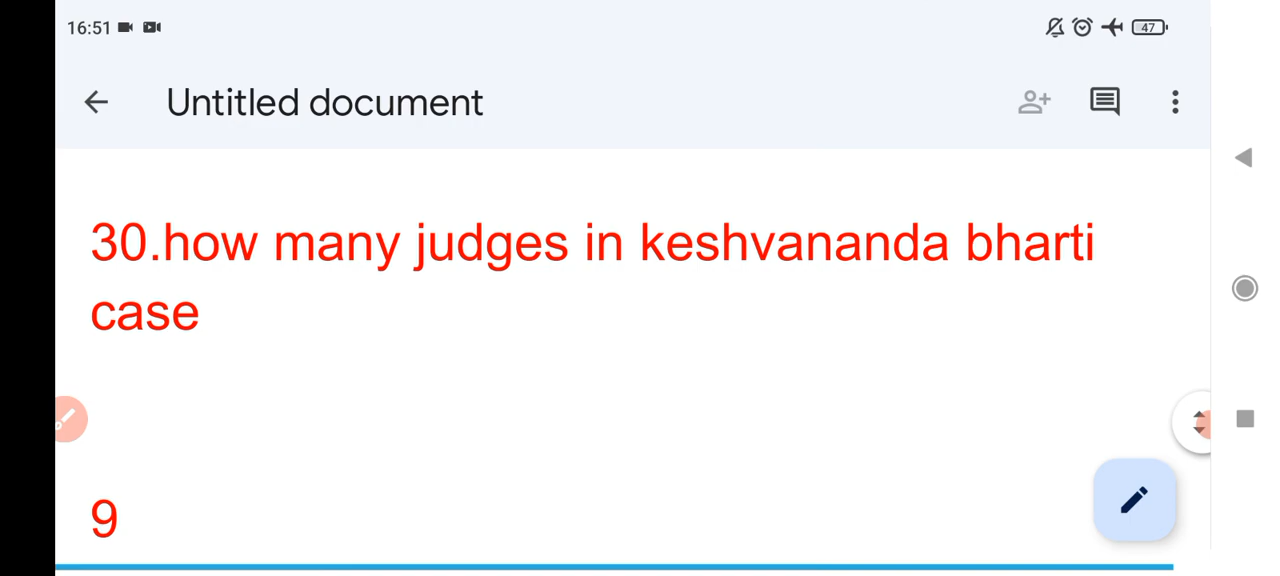 16:51
47
Untitled document
30.how many judges in keshvananda bharti
case
9